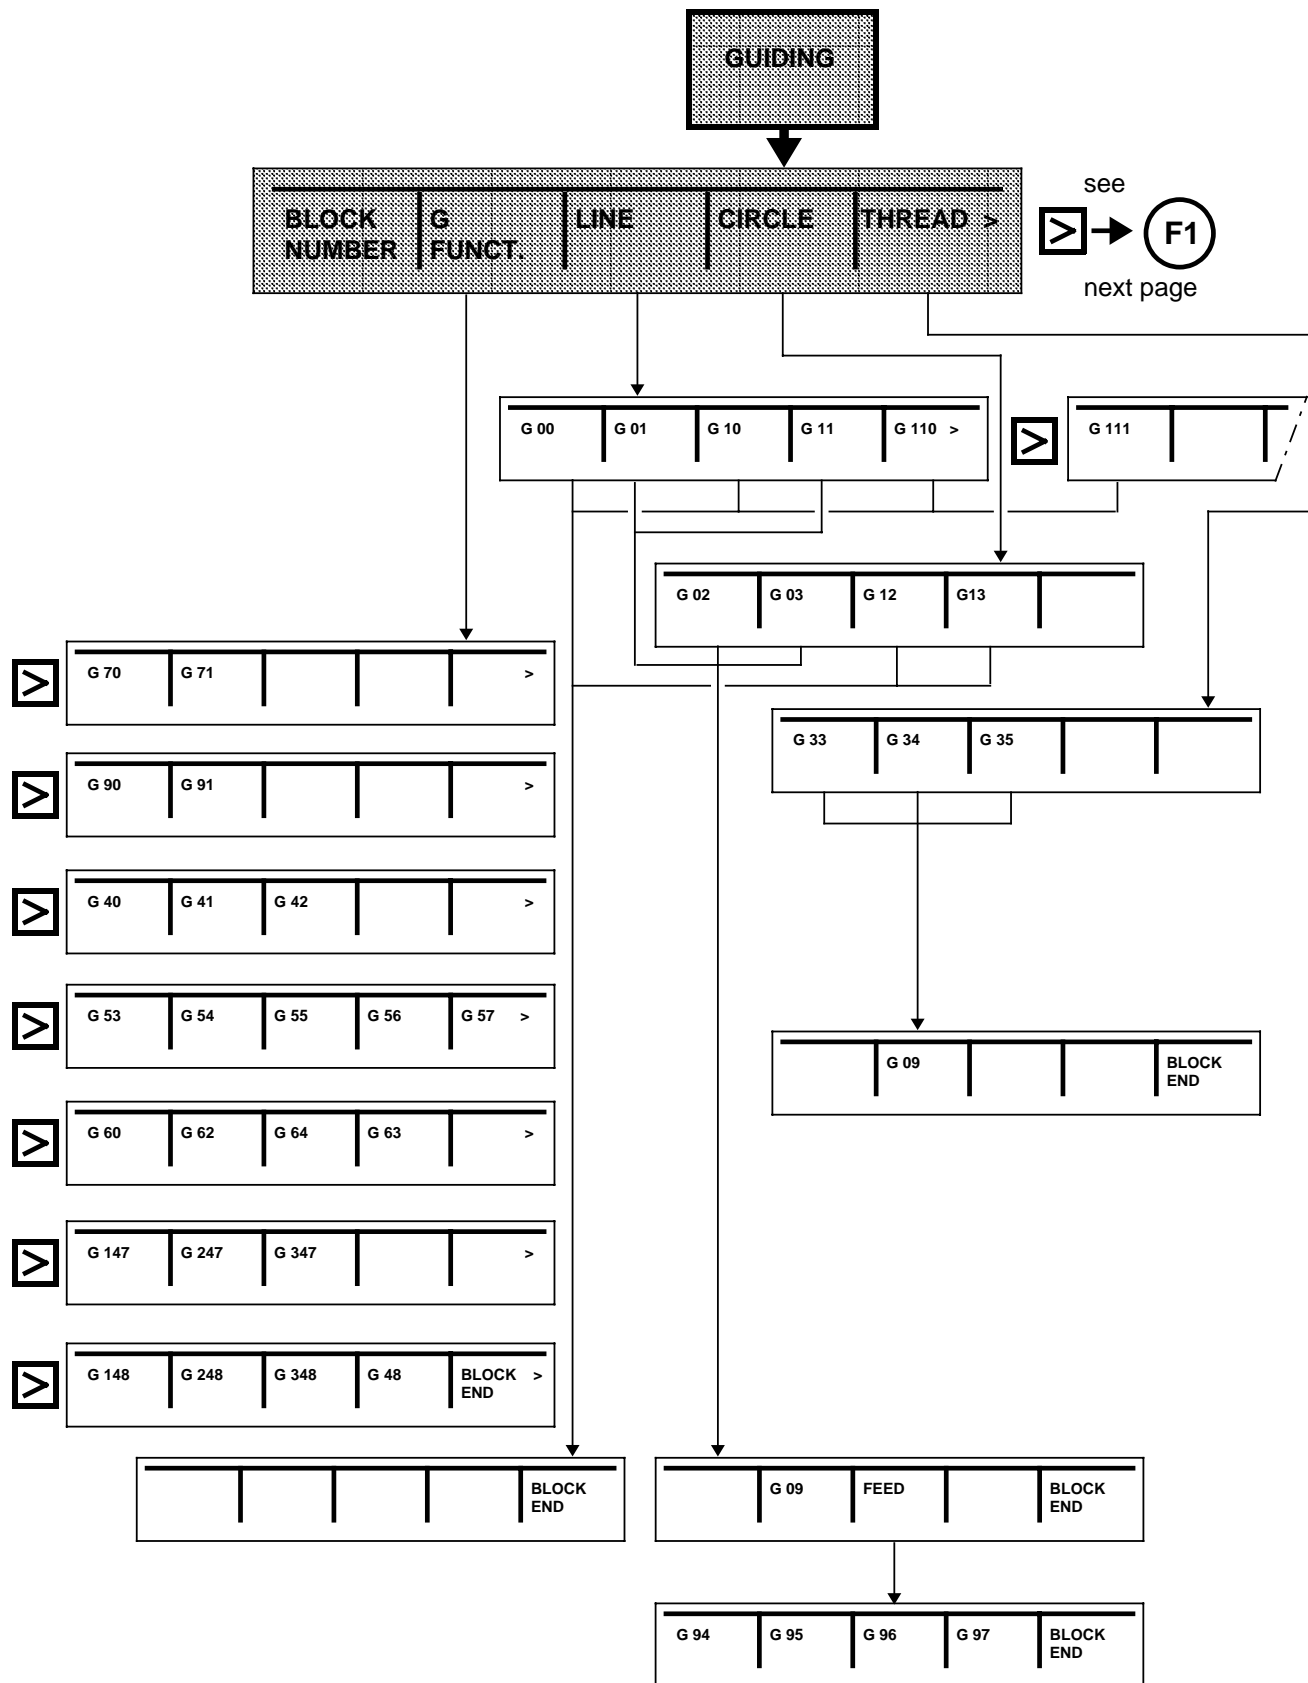 GUIDING
BLOCK NUMBER G FUNCT. LINE CIRCLE THREAD >
see
> F1
next page
G 00 G 01 G 10 G 11 G 110 >
> G 111
G 02 G 03 G 12 G13
> G 70 G 71 >
G 33 G 34 G 35
> G 90 G 91 >
> G 40 G 41 G 42 >
> G 53 G 54 G 55 G 56 G 57 >
G 09 BLOCK END
> G 60 G 62 G 64 G 63 >
> G 147 G 247 G 347 >
> G 148 G 248 G 348 G 48 BLOCK END >
BLOCK END
G 09 FEED BLOCK END
G 94 G 95 G 96 G 97 BLOCK END